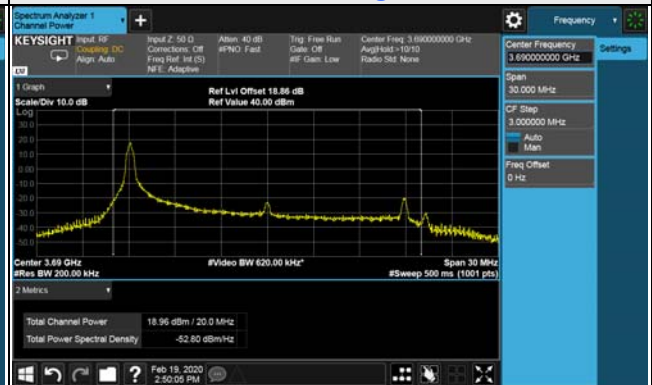 Spectrum Analyzer 1
Channel Power
Frequency
KEYSIGHT
Input: RF
Coupling: DC
Align: Auto
Input Z: 50 Ω
Corrections: Off
Freq Ref: Int (S)
NFE: Adaptive
Atten: 40 dB
#PNO: Fast
Trig: Free Run
Gate: Off
#IF Gain: Low
Center Freq: 3.690000000 GHz
Avg|Hold:>10/10
Radio Std: None
LXI
Center Frequency
3.690000000 GHz
Settings
Span
30.000 MHz
CF Step
3.000000 MHz
Auto
Man
Freq Offset
0 Hz
1 Graph
Scale/Div 10.0 dB
Ref Lvl Offset 18.86 dB
Ref Value 40.00 dBm
Log
30.0
20.0
10.0
0.00
-10.0
-20.0
-30.0
-40.0
-50.0
Center 3.69 GHz
#Res BW 200.00 kHz
#Video BW 620.00 kHz*
Span 30 MHz
#Sweep 500 ms (1001 pts)
2 Metrics
Total Channel Power 18.96 dBm / 20.0 MHz
Total Power Spectral Density -52.80 dBm/Hz
Feb 19, 2020
2:50:05 PM